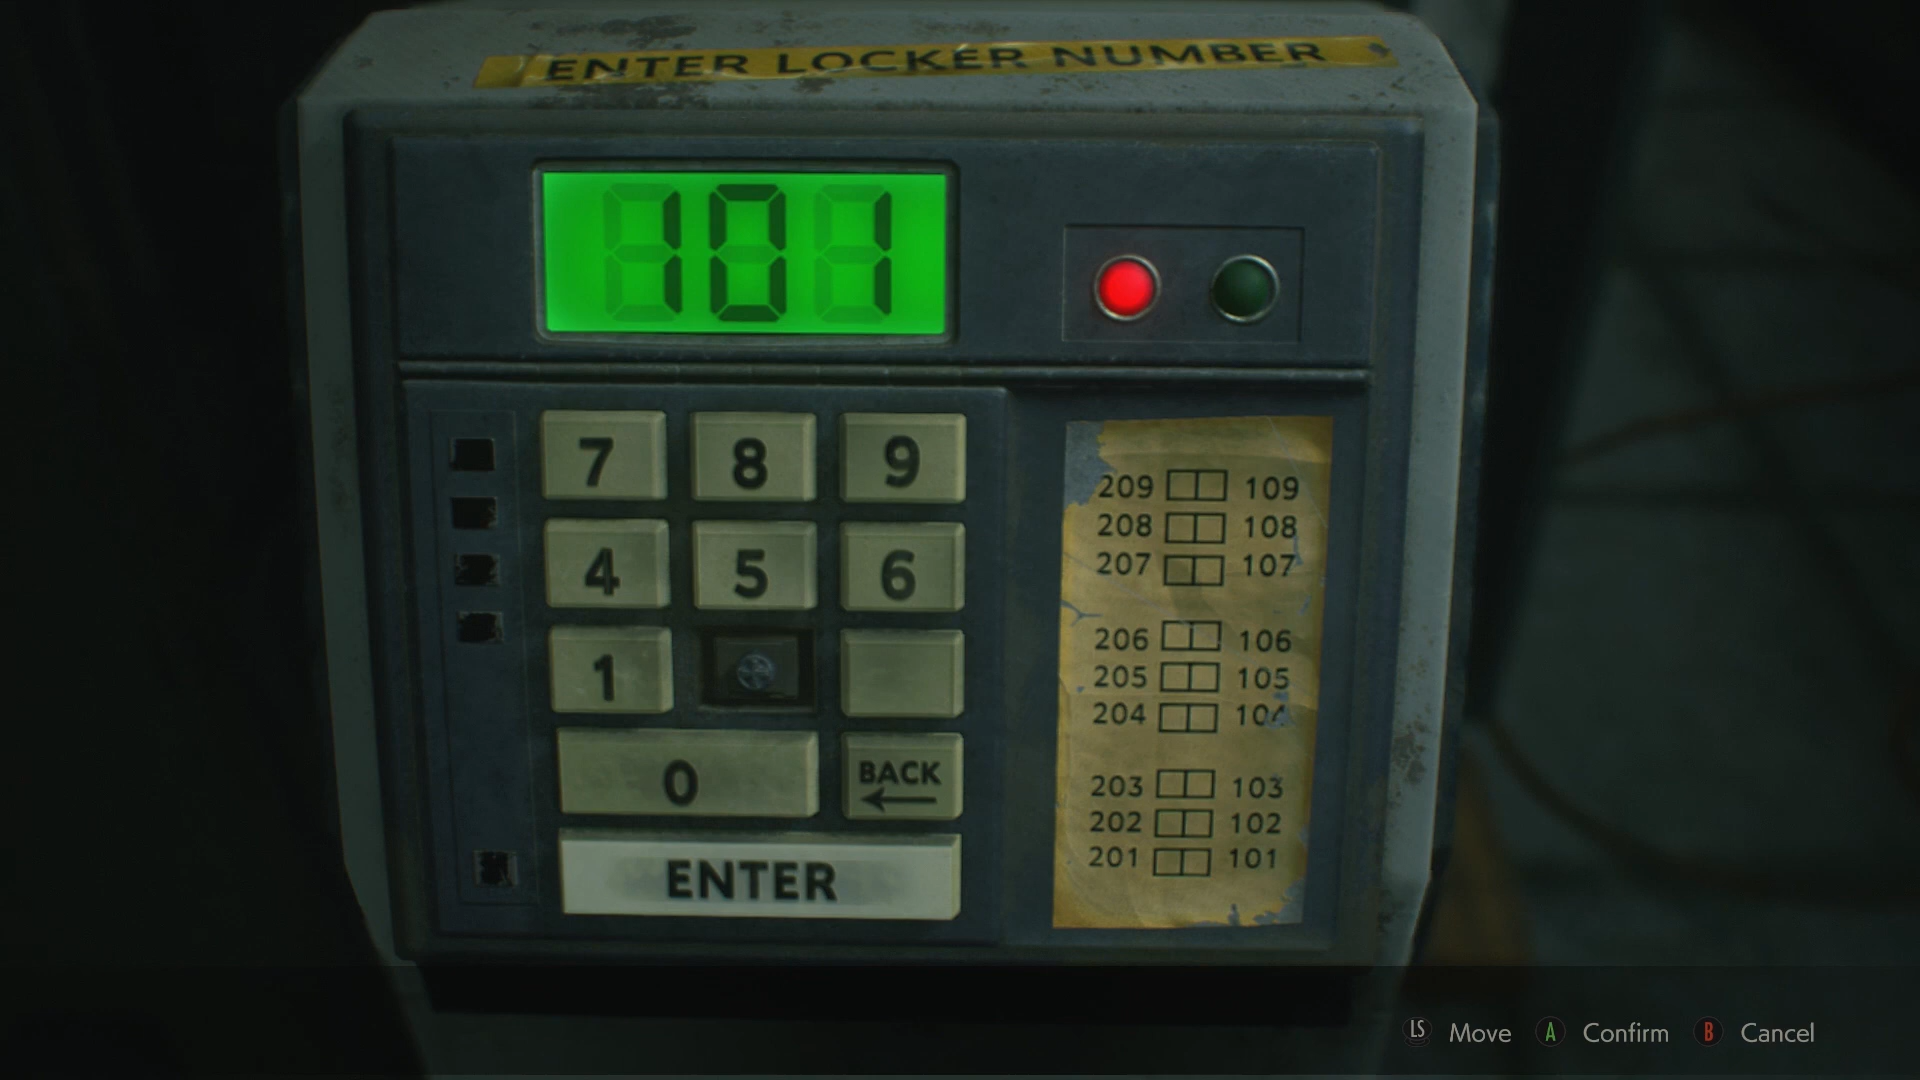 ENTER LOCKER NUMBER
101
7 8 9
4 5 6
1
0 BACK
ENTER
209 109
208 108
207 107
206 106
205 105
204 104
203 103
202 102
201 101
LS Move A Confirm B Cancel